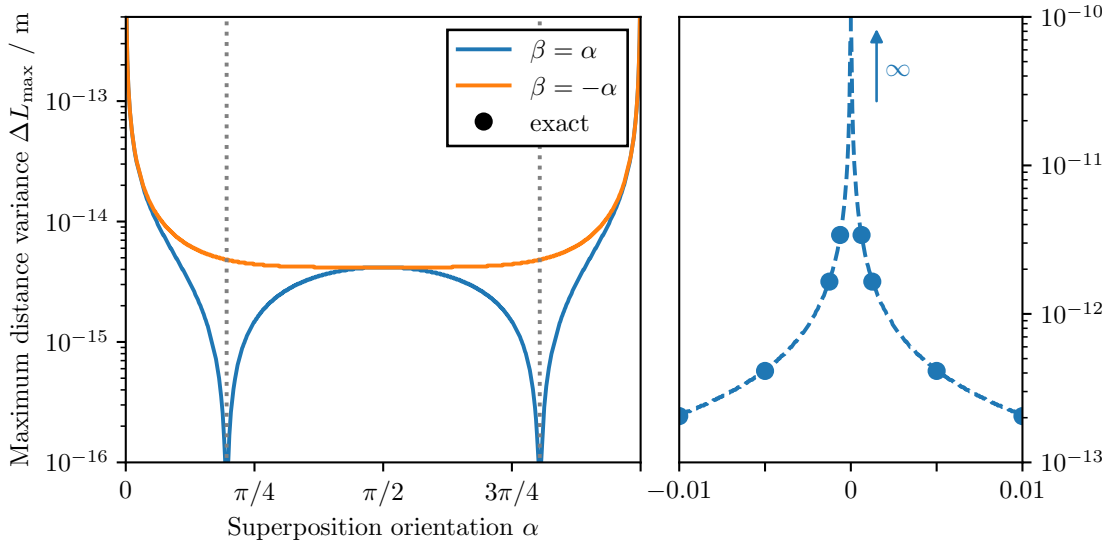 Maximum distance variance ΔL_max / m
10⁻¹³
10⁻¹⁴
10⁻¹⁵
10⁻¹⁶
β = α
β = −α
exact
0
π/4
π/2
3π/4
Superposition orientation α
∞
10⁻¹⁰
10⁻¹¹
10⁻¹²
10⁻¹³
−0.01
0
0.01